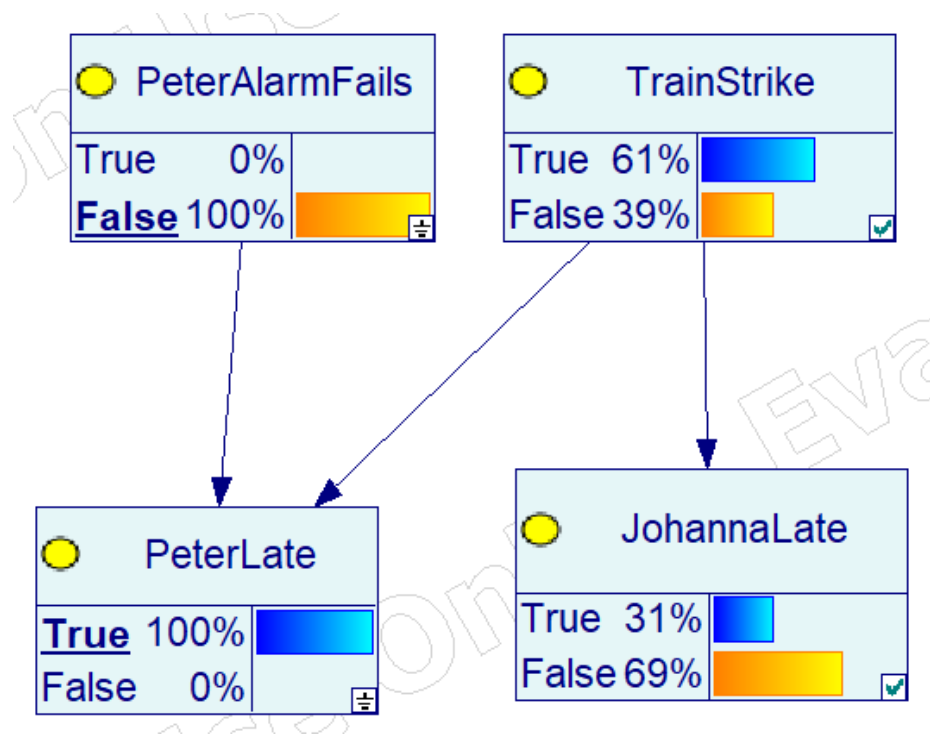 PeterAlarmFails
True 0%
False 100%
TrainStrike
True 61%
False 39%
PeterLate
True 100%
False 0%
JohannaLate
True 31%
False 69%